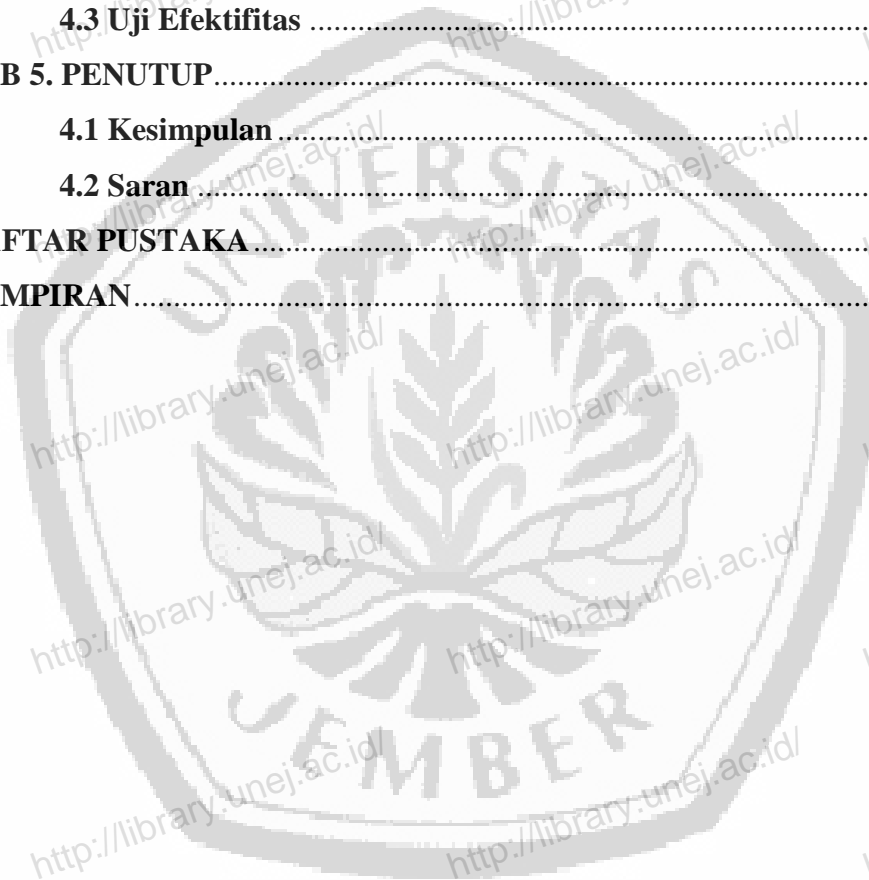 4.3 Uji Efektifitas ........................................................................
B 5. PENUTUP.................................................................................
4.1 Kesimpulan...........................................................................
4.2 Saran.....................................................................................
FTAR PUSTAKA.............................................................................
MPIRAN...........................................................................................
UNIVERSITAS
JEMBER
http://library.unej.ac.id/
http://library.unej.ac.id/
http://library.unej.ac.id/
http://library.unej.ac.id/
http://library.unej.ac.id/
http://library.unej.ac.id/
http://library.unej.ac.id/
http://library.unej.ac.id/